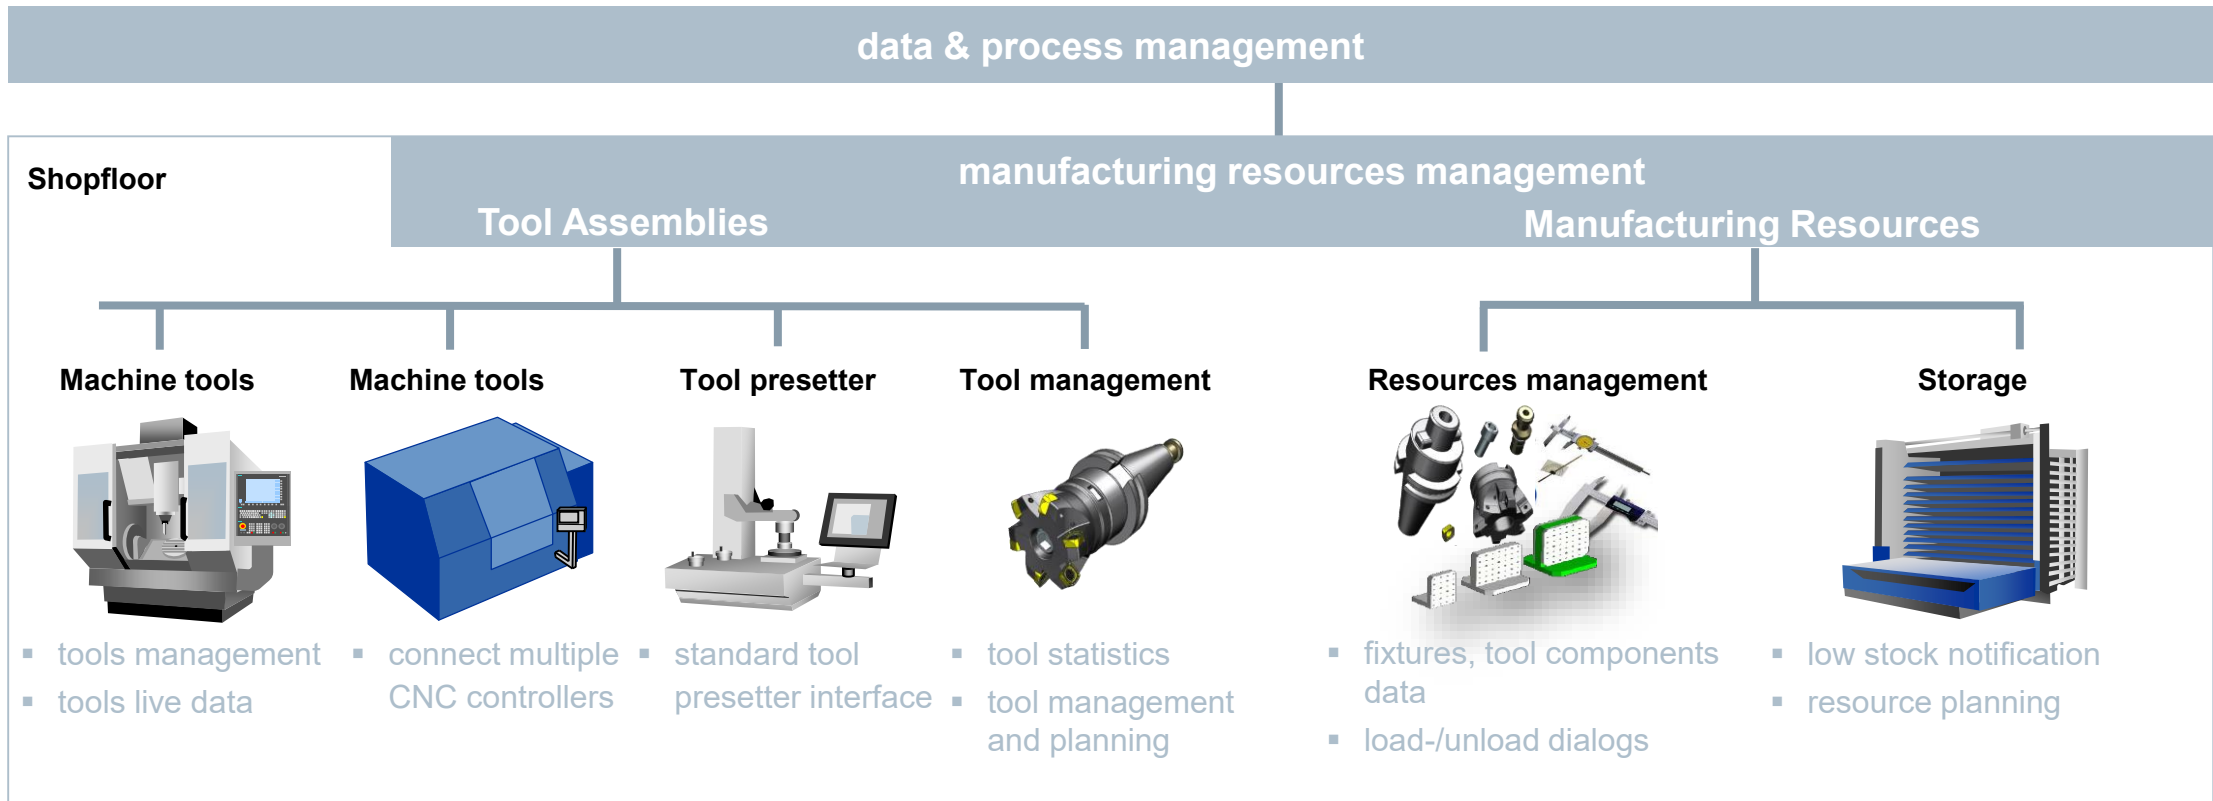 data & process management
Shopfloor
manufacturing resources management
Tool Assemblies
Manufacturing Resources
Machine tools
Machine tools
Tool presetter
Tool management
Resources management
Storage
▪ tools management
▪ tools live data
▪ connect multiple
CNC controllers
▪ standard tool
presetter interface
▪ tool statistics
▪ tool management
and planning
▪ fixtures, tool components
data
▪ load-/unload dialogs
▪ low stock notification
▪ resource planning